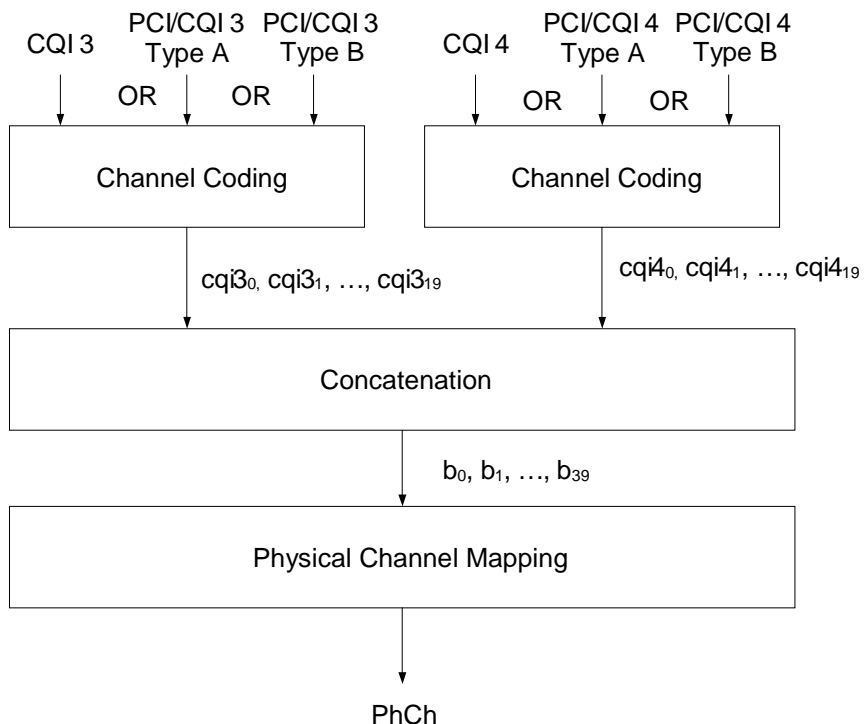 CQI 3
PCI/CQI 3
Type A
PCI/CQI 3
Type B
CQI 4
PCI/CQI 4
Type A
PCI/CQI 4
Type B
OR
OR
OR
OR
Channel Coding
Channel Coding
cqi3₀, cqi3₁, …, cqi3₁₉
cqi4₀, cqi4₁, …, cqi4₁₉
Concatenation
b₀, b₁, …, b₃₉
Physical Channel Mapping
PhCh